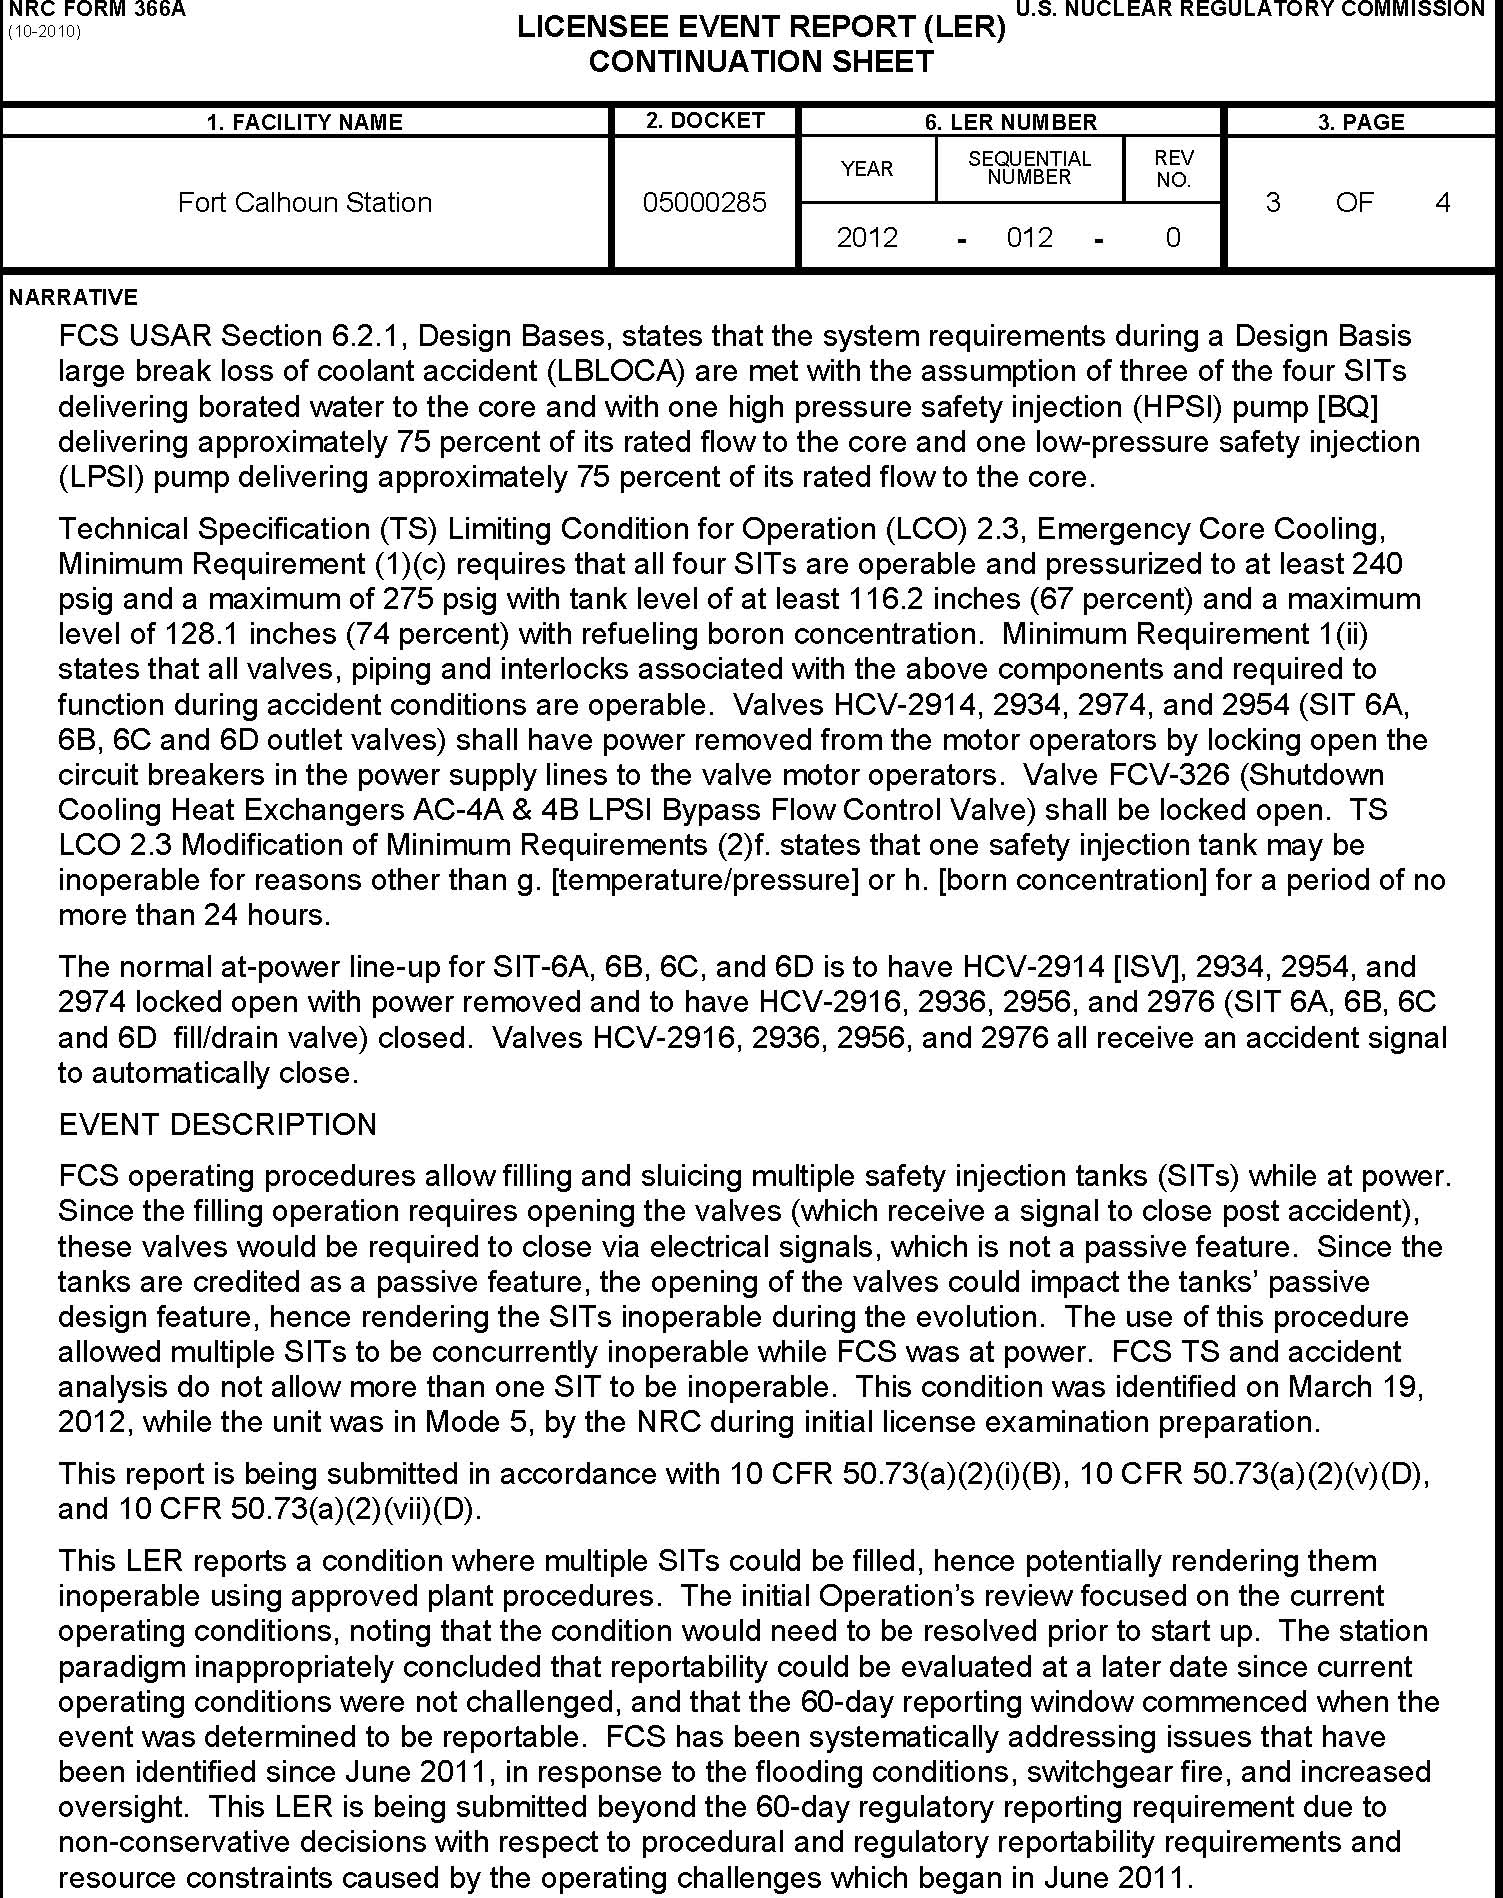 NRC FORM 366A
(10-2010)
U.S. NUCLEAR REGULATORY COMMISSION
LICENSEE EVENT REPORT (LER)
CONTINUATION SHEET
1. FACILITY NAME
2. DOCKET
6. LER NUMBER
3. PAGE
Fort Calhoun Station
05000285
YEAR
SEQUENTIAL
NUMBER
REV
NO.
2012 - 012 - 0
3 OF 4
NARRATIVE
FCS USAR Section 6.2.1, Design Bases, states that the system requirements during a Design Basis
large break loss of coolant accident (LBLOCA) are met with the assumption of three of the four SITs
delivering borated water to the core and with one high pressure safety injection (HPSI) pump [BQ]
delivering approximately 75 percent of its rated flow to the core and one low-pressure safety injection
(LPSI) pump delivering approximately 75 percent of its rated flow to the core.
Technical Specification (TS) Limiting Condition for Operation (LCO) 2.3, Emergency Core Cooling,
Minimum Requirement (1)(c) requires that all four SITs are operable and pressurized to at least 240
psig and a maximum of 275 psig with tank level of at least 116.2 inches (67 percent) and a maximum
level of 128.1 inches (74 percent) with refueling boron concentration.  Minimum Requirement 1(ii)
states that all valves, piping and interlocks associated with the above components and required to
function during accident conditions are operable.  Valves HCV-2914, 2934, 2974, and 2954 (SIT 6A,
6B, 6C and 6D outlet valves) shall have power removed from the motor operators by locking open the
circuit breakers in the power supply lines to the valve motor operators.  Valve FCV-326 (Shutdown
Cooling Heat Exchangers AC-4A & 4B LPSI Bypass Flow Control Valve) shall be locked open.  TS
LCO 2.3 Modification of Minimum Requirements (2)f. states that one safety injection tank may be
inoperable for reasons other than g. [temperature/pressure] or h. [born concentration] for a period of no
more than 24 hours.
The normal at-power line-up for SIT-6A, 6B, 6C, and 6D is to have HCV-2914 [ISV], 2934, 2954, and
2974 locked open with power removed and to have HCV-2916, 2936, 2956, and 2976 (SIT 6A, 6B, 6C
and 6D  fill/drain valve) closed.  Valves HCV-2916, 2936, 2956, and 2976 all receive an accident signal
to automatically close.
EVENT DESCRIPTION
FCS operating procedures allow filling and sluicing multiple safety injection tanks (SITs) while at power.
Since the filling operation requires opening the valves (which receive a signal to close post accident),
these valves would be required to close via electrical signals, which is not a passive feature.  Since the
tanks are credited as a passive feature, the opening of the valves could impact the tanks’ passive
design feature, hence rendering the SITs inoperable during the evolution.  The use of this procedure
allowed multiple SITs to be concurrently inoperable while FCS was at power.  FCS TS and accident
analysis do not allow more than one SIT to be inoperable.  This condition was identified on March 19,
2012, while the unit was in Mode 5, by the NRC during initial license examination preparation.
This report is being submitted in accordance with 10 CFR 50.73(a)(2)(i)(B), 10 CFR 50.73(a)(2)(v)(D),
and 10 CFR 50.73(a)(2)(vii)(D).
This LER reports a condition where multiple SITs could be filled, hence potentially rendering them
inoperable using approved plant procedures.  The initial Operation’s review focused on the current
operating conditions, noting that the condition would need to be resolved prior to start up.  The station
paradigm inappropriately concluded that reportability could be evaluated at a later date since current
operating conditions were not challenged, and that the 60-day reporting window commenced when the
event was determined to be reportable.  FCS has been systematically addressing issues that have
been identified since June 2011, in response to the flooding conditions, switchgear fire, and increased
oversight.  This LER is being submitted beyond the 60-day regulatory reporting requirement due to
non-conservative decisions with respect to procedural and regulatory reportability requirements and
resource constraints caused by the operating challenges which began in June 2011.